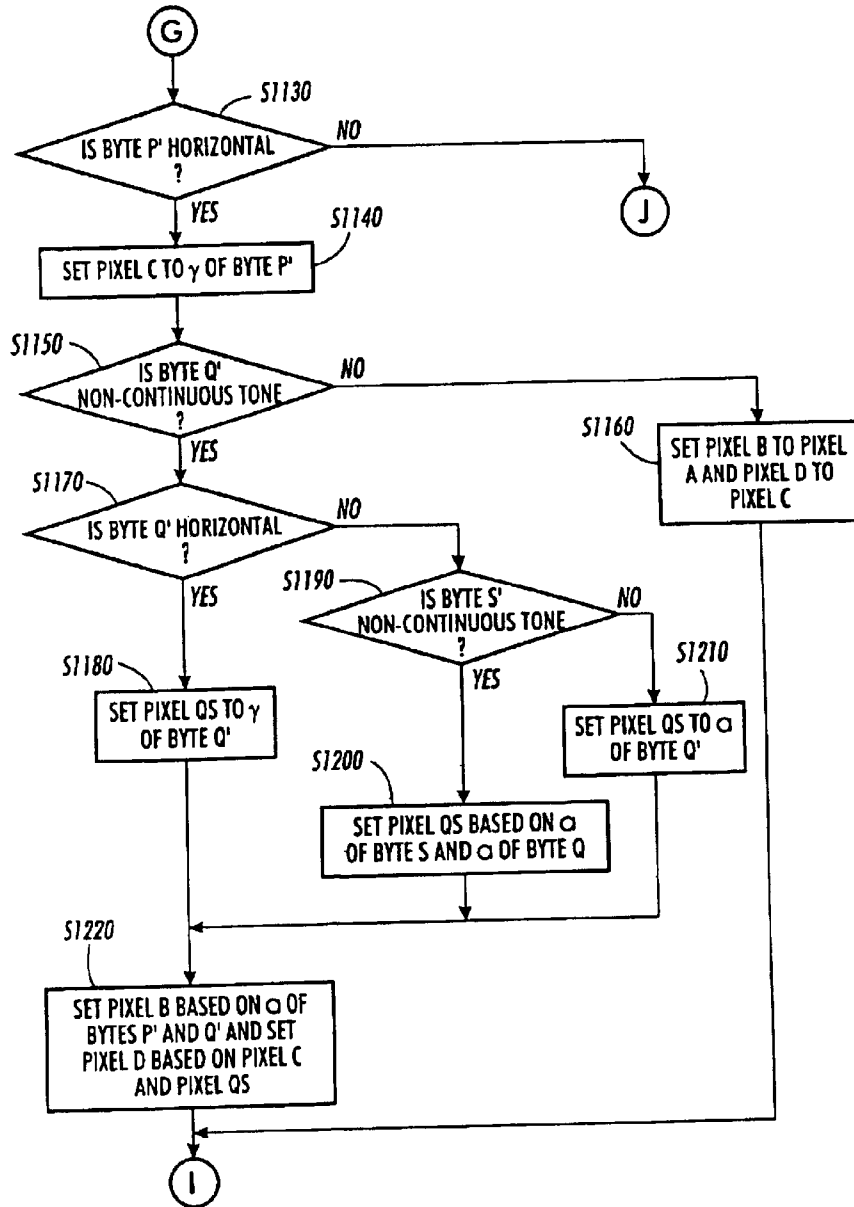 G
S1130
IS BYTE P' HORIZONTAL
?
NO
YES
J
S1140
SET PIXEL C TO γ OF BYTE P'
S1150
IS BYTE Q'
NON-CONTINUOUS TONE
?
NO
YES
S1160
SET PIXEL B TO PIXEL
A AND PIXEL D TO
PIXEL C
S1170
IS BYTE Q' HORIZONTAL
?
NO
YES
S1190
IS BYTE S'
NON-CONTINUOUS TONE
?
NO
YES
S1180
SET PIXEL QS TO γ
OF BYTE Q'
S1210
SET PIXEL QS TO α
OF BYTE Q'
S1200
SET PIXEL QS BASED ON α
OF BYTE S AND α OF BYTE Q
S1220
SET PIXEL B BASED ON α OF
BYTES P' AND Q' AND SET
PIXEL D BASED ON PIXEL C
AND PIXEL QS
I